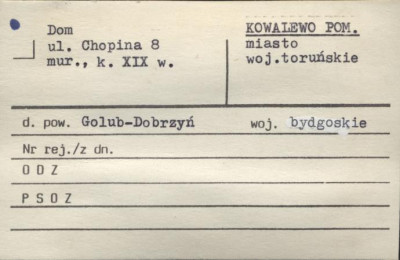 Dom
ul. Chopina 8
mur., k. XIX w.
KOWALEWO POM.
miasto
woj.toruńskie
d. pow. Golub-Dobrzyń woj. bydgoskie
Nr rej./z dn.
O D Z
P S O Z